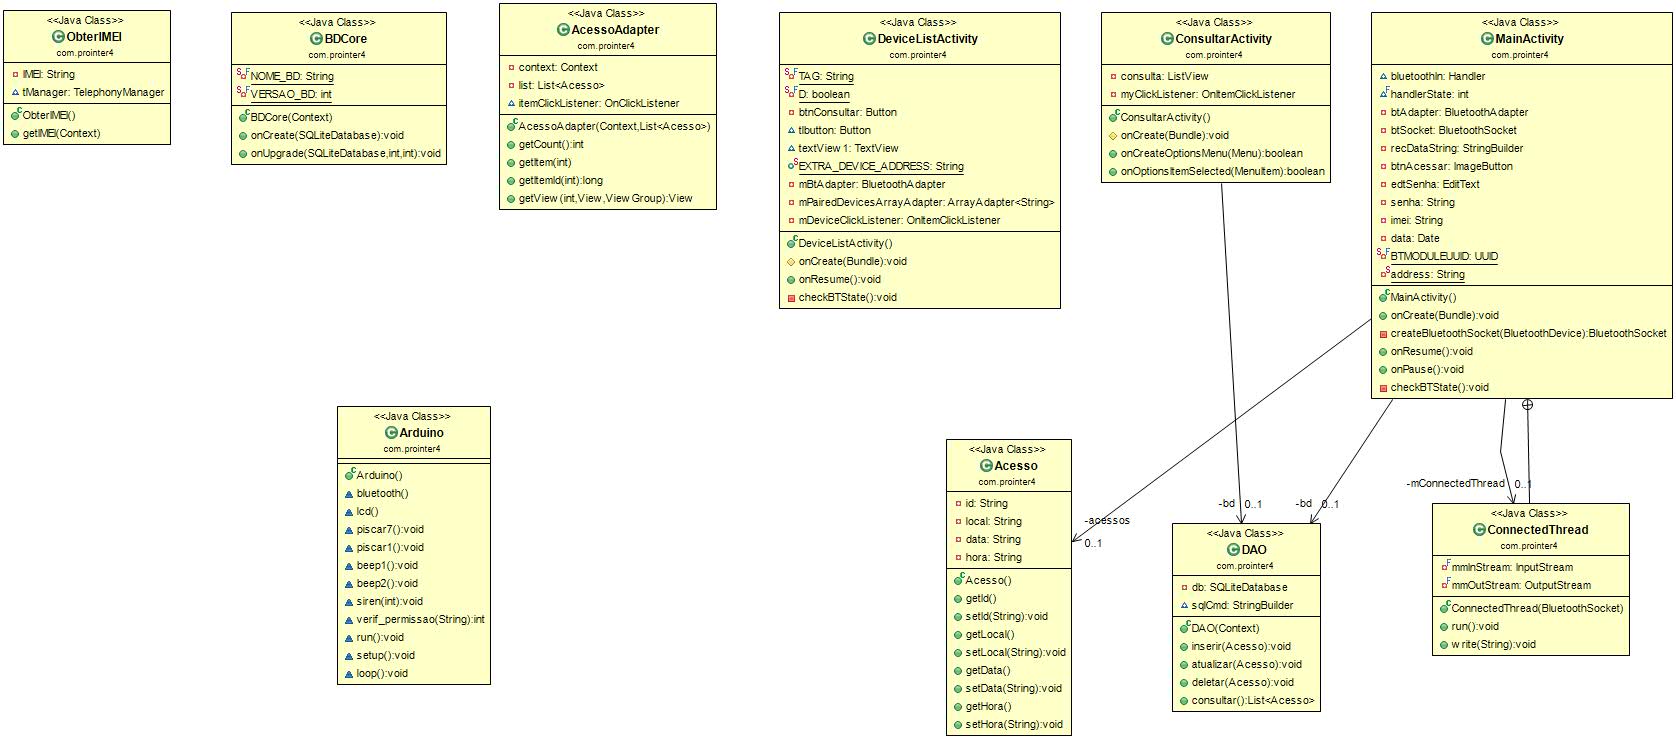 <<Java Class>>
ObterIMEI
com.prointer4
IMEI: String
tManager: TelephonyManager
ObterIMEI()
getIMEI(Context)
<<Java Class>>
BDCore
com.prointer4
NOME_BD: String
VERSAO_BD: int
BDCore(Context)
onCreate(SQLiteDatabase):void
onUpgrade(SQLiteDatabase,int,int):void
<<Java Class>>
AcessoAdapter
com.prointer4
context: Context
list: List<Acesso>
itemClickListener: OnClickListener
AcessoAdapter(Context,List<Acesso>)
getCount():int
getItem(int)
getItemId(int):long
getView(int,View,ViewGroup):View
<<Java Class>>
DeviceListActivity
com.prointer4
TAG: String
D: boolean
btnConsultar: Button
tlbutton: Button
textView1: TextView
EXTRA_DEVICE_ADDRESS: String
mBtAdapter: BluetoothAdapter
mPairedDevicesArrayAdapter: ArrayAdapter<String>
mDeviceClickListener: OnItemClickListener
DeviceListActivity()
onCreate(Bundle):void
onResume():void
checkBTState():void
<<Java Class>>
ConsultarActivity
com.prointer4
consulta: ListView
myClickListener: OnItemClickListener
ConsultarActivity()
onCreate(Bundle):void
onCreateOptionsMenu(Menu):boolean
onOptionsItemSelected(MenuItem):boolean
<<Java Class>>
MainActivity
com.prointer4
bluetoothIn: Handler
handlerState: int
btAdapter: BluetoothAdapter
btSocket: BluetoothSocket
recDataString: StringBuilder
btnAcessar: ImageButton
edtSenha: EditText
senha: String
imei: String
data: Date
BTMODULEUUID: UUID
address: String
MainActivity()
onCreate(Bundle):void
createBluetoothSocket(BluetoothDevice):BluetoothSocket
onResume():void
onPause():void
checkBTState():void
<<Java Class>>
Arduino
com.prointer4
Arduino()
bluetooth()
lcd()
piscar7():void
piscar1():void
beep1():void
beep2():void
siren(int):void
verif_permissao(String):int
run():void
setup():void
loop():void
-acessos
0..1
<<Java Class>>
Acesso
com.prointer4
id: String
local: String
data: String
hora: String
Acesso()
getId()
setId(String):void
getLocal()
setLocal(String):void
getData()
setData(String):void
getHora()
setHora(String):void
-bd 0..1
-bd 0..1
<<Java Class>>
DAO
com.prointer4
db: SQLiteDatabase
sqlCmd: StringBuilder
DAO(Context)
inserir(Acesso):void
atualizar(Acesso):void
deletar(Acesso):void
consultar():List<Acesso>
-mConnectedThread 0..1
<<Java Class>>
ConnectedThread
com.prointer4
mmInStream: InputStream
mmOutStream: OutputStream
ConnectedThread(BluetoothSocket)
run():void
write(String):void